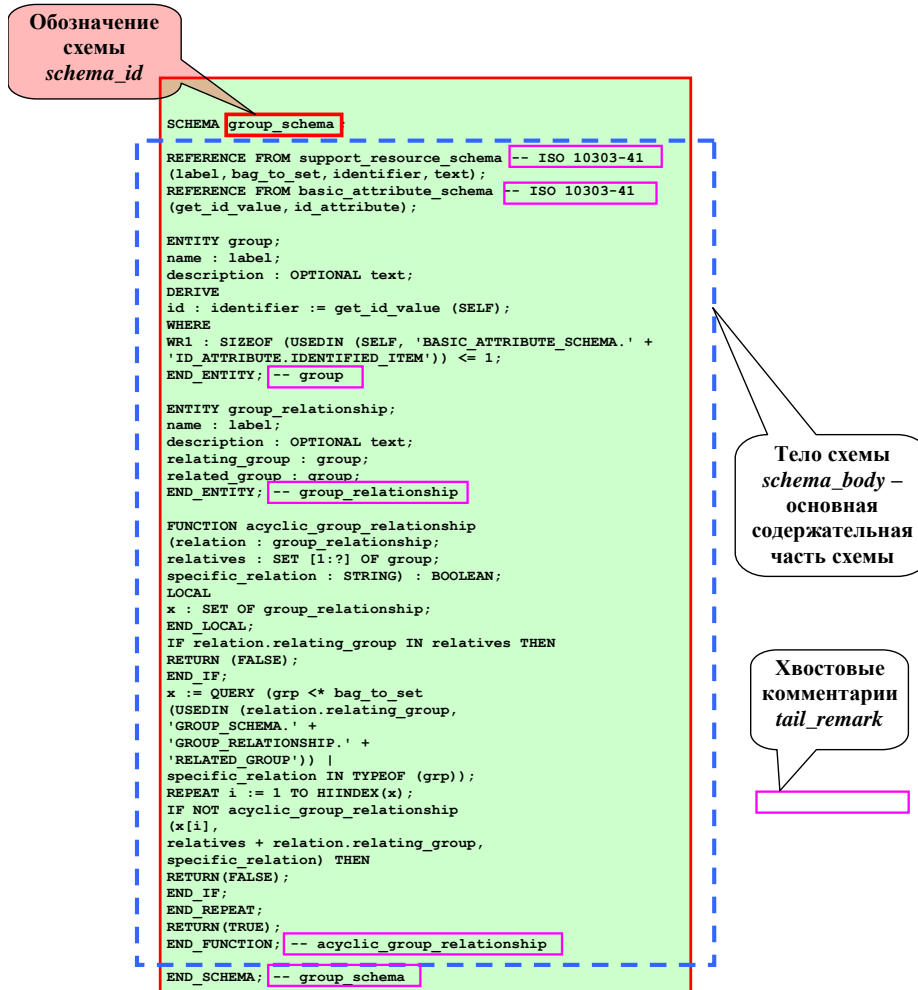 Обозначение
схемы
schema_id
SCHEMA group_schema;
REFERENCE FROM support_resource_schema -- ISO 10303-41
(label, bag_to_set, identifier, text);
REFERENCE FROM basic_attribute_schema -- ISO 10303-41
(get_id_value, id_attribute);
ENTITY group;
name : label;
description : OPTIONAL text;
DERIVE
id : identifier := get_id_value (SELF);
WHERE
WR1 : SIZEOF (USEDIN (SELF, 'BASIC_ATTRIBUTE_SCHEMA.' +
'ID_ATTRIBUTE.IDENTIFIED_ITEM')) <= 1;
END_ENTITY; -- group
ENTITY group_relationship;
name : label;
description : OPTIONAL text;
relating_group : group;
related_group : group;
END_ENTITY; -- group_relationship
FUNCTION acyclic_group_relationship
(relation : group_relationship;
relatives : SET [1:?] OF group;
specific_relation : STRING) : BOOLEAN;
LOCAL
x : SET OF group_relationship;
END_LOCAL;
IF relation.relating_group IN relatives THEN
RETURN (FALSE);
END_IF;
x := QUERY (grp <* bag_to_set
(USEDIN (relation.relating_group,
'GROUP_SCHEMA.' +
'GROUP_RELATIONSHIP.' +
'RELATED_GROUP')) |
specific_relation IN TYPEOF (grp));
REPEAT i := 1 TO HIINDEX(x);
IF NOT acyclic_group_relationship
(x[i],
relatives + relation.relating_group,
specific_relation) THEN
RETURN(FALSE);
END_IF;
END_REPEAT;
RETURN(TRUE);
END_FUNCTION; -- acyclic_group_relationship
END_SCHEMA; -- group_schema
Тело схемы
schema_body –
основная
содержательная
часть схемы
Хвостовые
комментарии
tail_remark